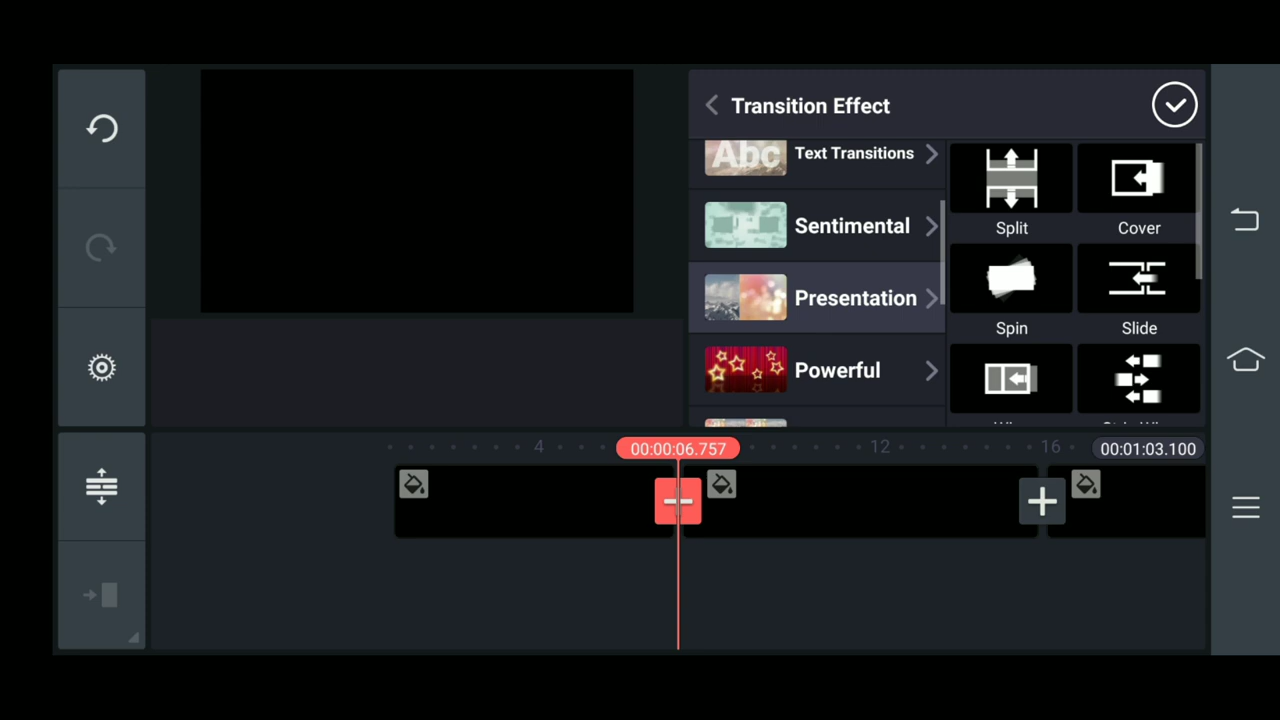 Transition Effect
Abc
Text Transitions
Sentimental
Presentation
Powerful
Split
Cover
Spin
Slide
4
00:00:06.757
12
16
00:01:03.100